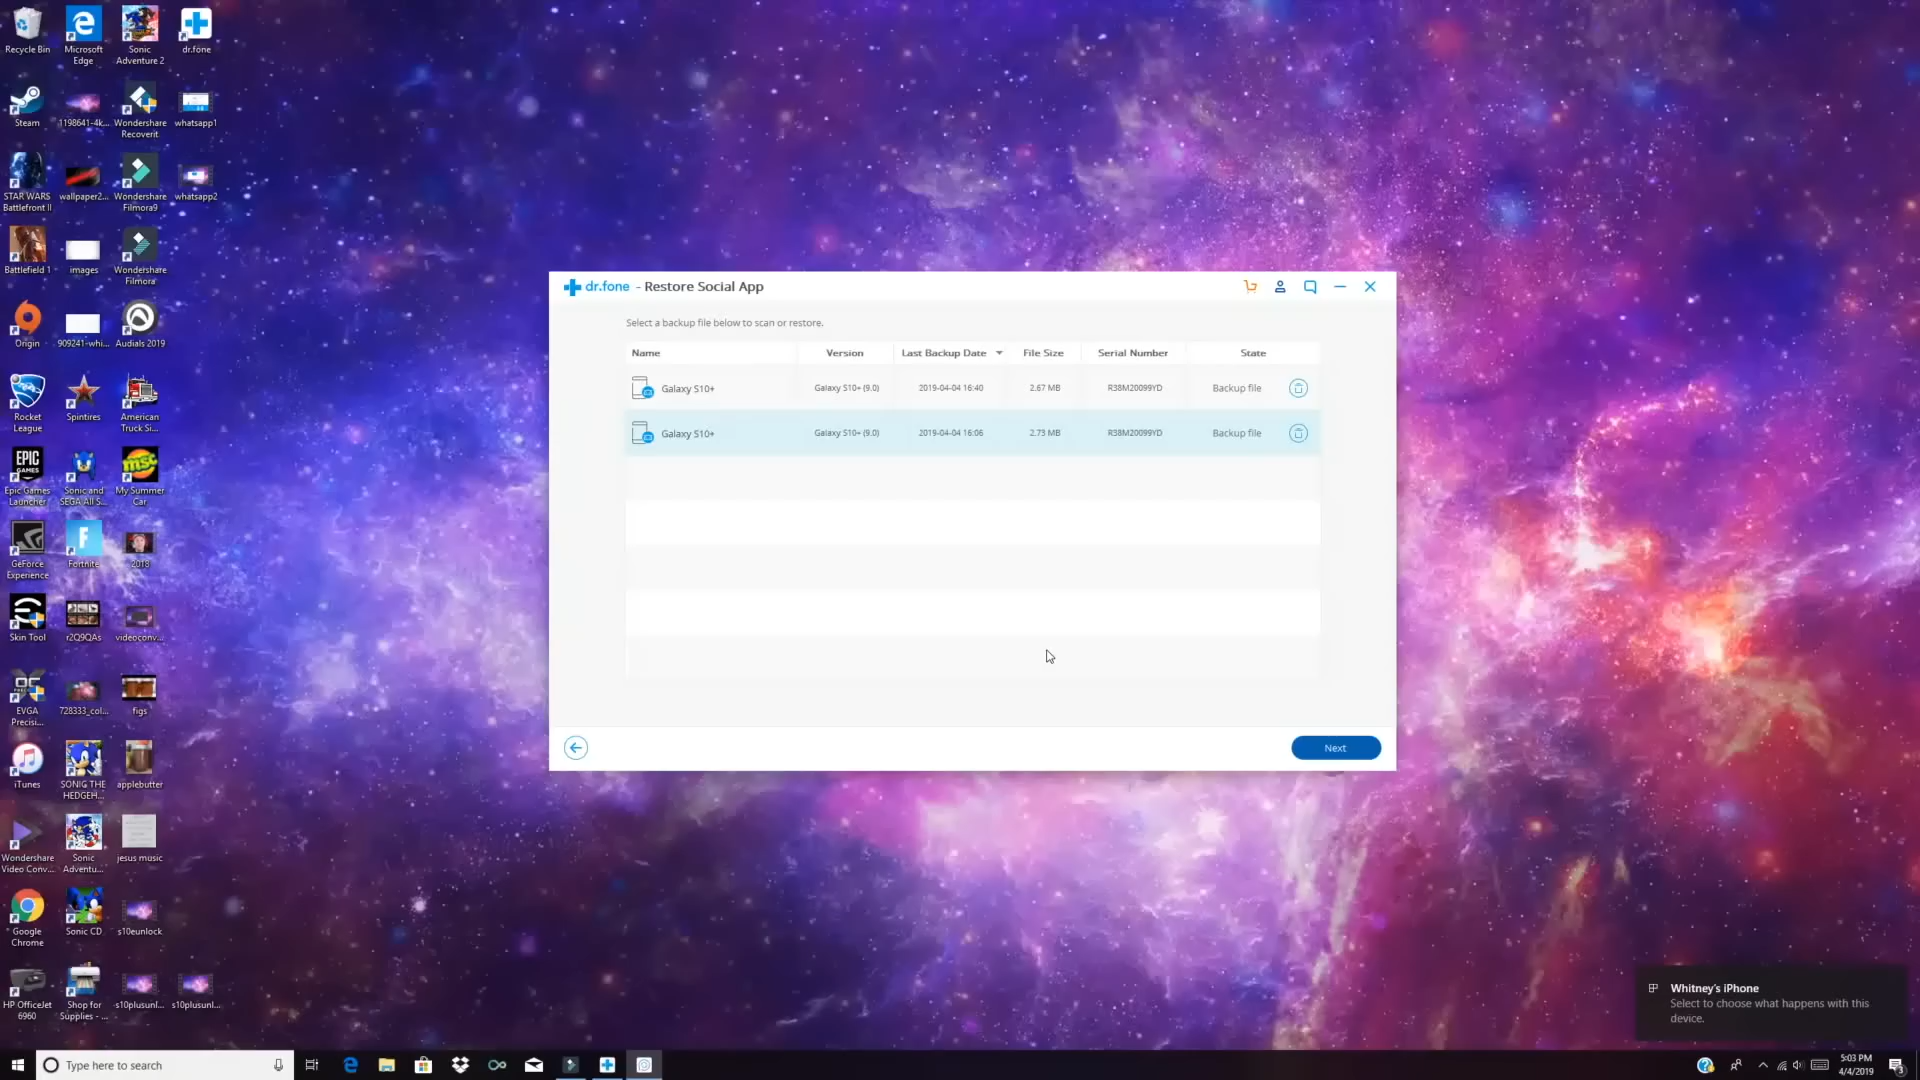 Recycle Bin
Microsoft
Edge
Sonic
Adventure 2
dr.fone
Steam
1198641-4k...
Wondershare
Recoverit
whatsapp1
STAR WARS
Battlefront II
wallpaper2...
Wondershare
Filmora9
whatsapp2
Battlefield 1
images
Wondershare
Filmora
Origin
909241-whi...
Audials 2019
Rocket
League
Spintires
American
Truck Si...
EPIC
GAMES
Epic Games
Launcher
Sonic and
SEGA All S...
msc
My Summer
Car
GeForce
Experience
F
Fortnite
2018
Skin Tool
r2Q9QAs
videoconv...
EVGA
Precisi...
728333_col...
figs
iTunes
SONIC THE
HEDGEH...
applebutter
Wondershare
Video Conv...
Sonic
Adventu...
jesus music
Google
Chrome
Sonic CD
s10eunlock
HP OfficeJet
6960
Shop for
Supplies - ...
s10plusunl...
s10plusunl...
dr.fone - Restore Social App
Select a backup file below to scan or restore.
Name Version Last Backup Date File Size Serial Number State
Galaxy S10+ Galaxy S10+ (9.0) 2019-04-04 16:40 2.67 MB R38M20099YD Backup file
Galaxy S10+ Galaxy S10+ (9.0) 2019-04-04 16:06 2.73 MB R38M20099YD Backup file
Next
Whitney's iPhone
Select to choose what happens with this
device.
Type here to search
5:03 PM
4/4/2019
3